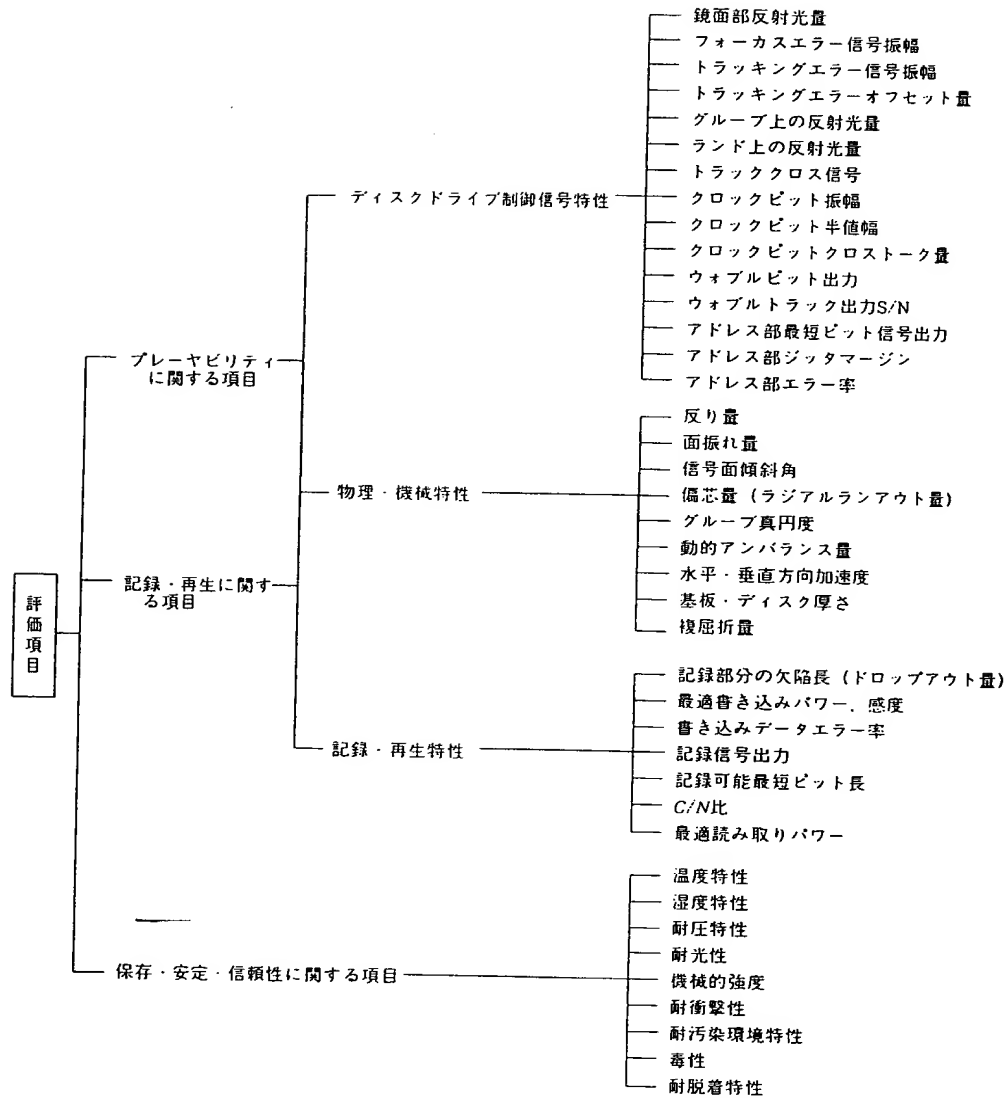 評価項目
プレーヤビリティ
に関する項目
記録・再生に関す
る項目
保存・安定・信頼性に関する項目
ディスクドライブ制御信号特性
物理・機械特性
記録・再生特性
鏡面部反射光量
フォーカスエラー信号振幅
トラッキングエラー信号振幅
トラッキングエラーオフセット量
グルーブ上の反射光量
ランド上の反射光量
トラッククロス信号
クロックピット振幅
クロックピット半値幅
クロックピットクロストーク量
ウォブルピット出力
ウォブルトラック出力S/N
アドレス部最短ピット信号出力
アドレス部ジッタマージン
アドレス部エラー率
反り量
面振れ量
信号面傾斜角
偏芯量（ラジアルランアウト量）
グルーブ真円度
動的アンバランス量
水平・垂直方向加速度
基板・ディスク厚さ
複屈折量
記録部分の欠陥長（ドロップアウト量）
最適書き込みパワー、感度
書き込みデータエラー率
記録信号出力
記録可能最短ピット長
C/N比
最適読み取りパワー
温度特性
湿度特性
耐圧特性
耐光性
機械的強度
耐衝撃性
耐汚染環境特性
毒性
耐脱着特性